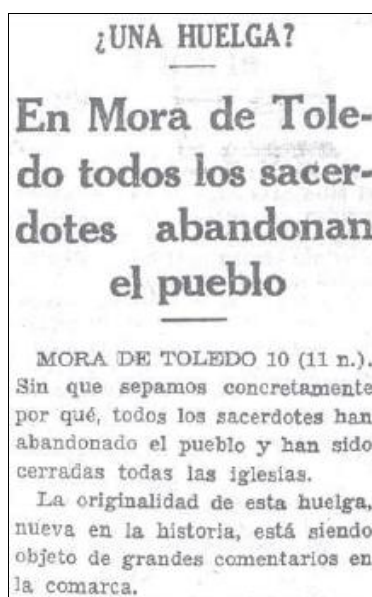 ¿UNA HUELGA?
En Mora de Tole-
do todos los sacer-
dotes abandonan
el pueblo
MORA DE TOLEDO 10 (11 n.).
Sin que sepamos concretamente
por qué, todos los sacerdotes han
abandonado el pueblo y han sido
cerradas todas las iglesias.
La originalidad de esta huelga,
nueva en la historia, está siendo
objeto de grandes comentarios en
la comarca.